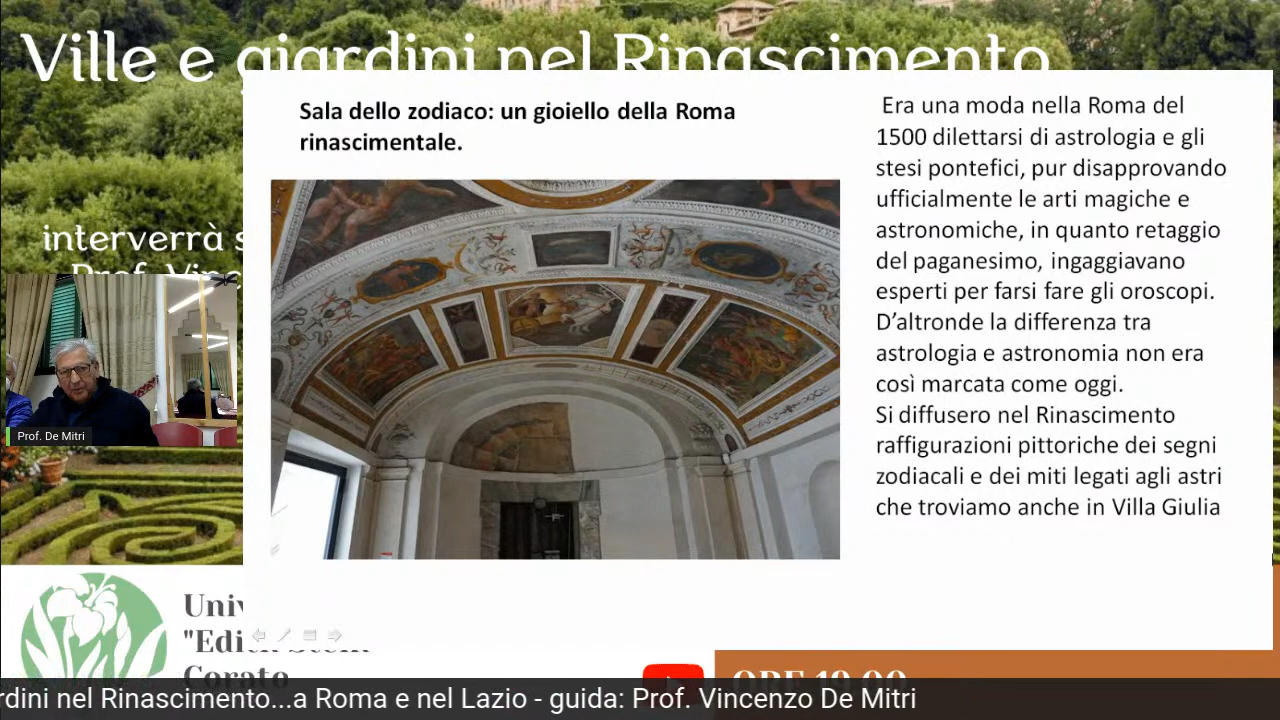 Ville e giardini nel Rinascimento
Sala dello zodiaco: un gioiello della Roma
rinascimentale.
Era una moda nella Roma del
1500 dilettarsi di astrologia e gli
stesi pontefici, pur disapprovando
ufficialmente le arti magiche e
astronomiche, in quanto retaggio
del paganesimo, ingaggiavano
esperti per farsi fare gli oroscopi.
D’altronde la differenza tra
astrologia e astronomia non era
così marcata come oggi.
Si diffusero nel Rinascimento
raffigurazioni pittoriche dei segni
zodiacali e dei miti legati agli astri
che troviamo anche in Villa Giulia
interverrà
Prof.
Prof. De Mitri
Corato
ORE 19.00
rdini nel Rinascimento...a Roma e nel Lazio - guida: Prof. Vincenzo De Mitri